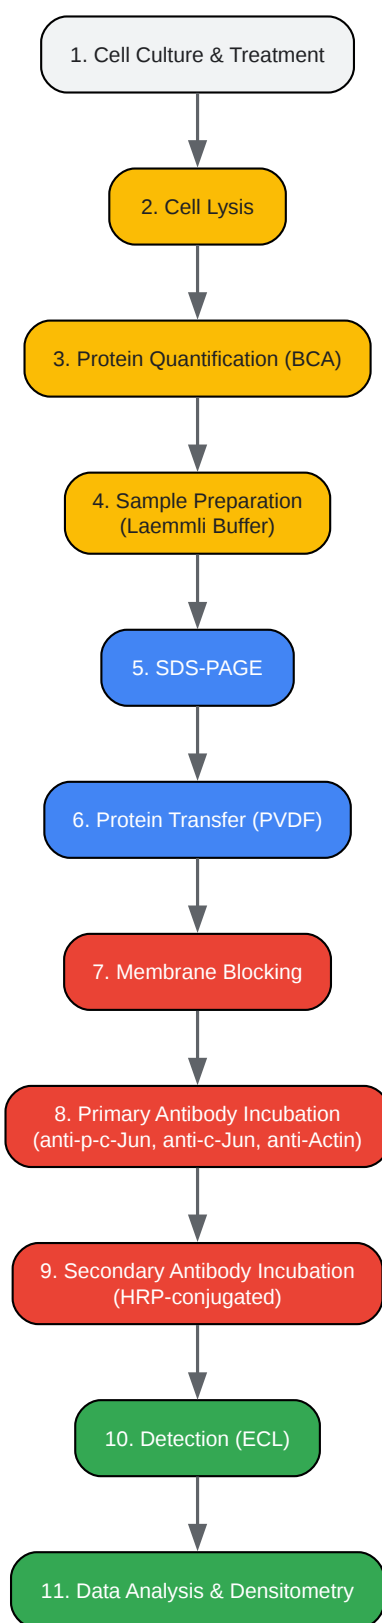 1. Cell Culture & Treatment
2. Cell Lysis
3. Protein Quantification (BCA)
4. Sample Preparation
(Laemmli Buffer)
5. SDS-PAGE
6. Protein Transfer (PVDF)
7. Membrane Blocking
8. Primary Antibody Incubation
(anti-p-c-Jun, anti-c-Jun, anti-Actin)
9. Secondary Antibody Incubation
(HRP-conjugated)
10. Detection (ECL)
11. Data Analysis & Densitometry